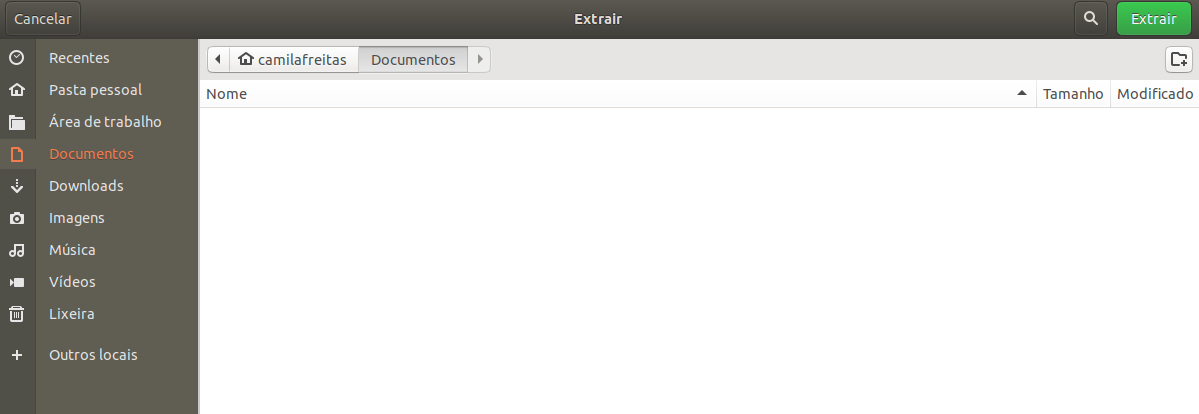 Cancelar Extrair Extrair
Recentes
Pasta pessoal
Área de trabalho
Documentos
Downloads
Imagens
Música
Vídeos
Lixeira
Outros locais
camilafreitas Documentos
Nome Tamanho Modificado